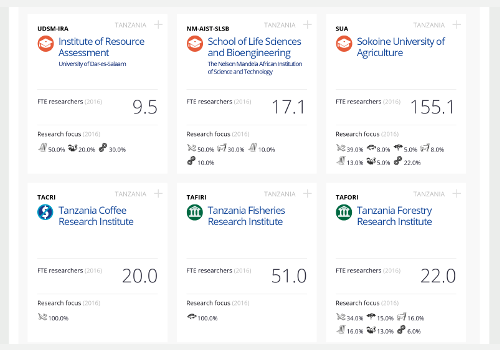 TANZANIA
UDSM-IRA
Institute of Resource
Assessment
University of Dar-es-Salaam
FTE researchers (2016)
9.5
Research focus (2016)
50.0% 20.0% 30.0%
TANZANIA
NM-AIST-SLSB
School of Life Sciences
and Bioengineering
The Nelson Mandela African Institution
of Science and Technology
FTE researchers (2016)
17.1
Research focus (2016)
50.0% 30.0% 10.0%
10.0%
TANZANIA
SUA
Sokoine University of
Agriculture
FTE researchers (2016)
155.1
Research focus (2016)
39.0% 8.0% 5.0% 8.0%
13.0% 5.0% 22.0%
TANZANIA
TACRI
Tanzania Coffee
Research Institute
FTE researchers (2016)
20.0
Research focus (2016)
100.0%
TANZANIA
TAFIRI
Tanzania Fisheries
Research Institute
FTE researchers (2016)
51.0
Research focus (2016)
100.0%
TANZANIA
TAFORI
Tanzania Forestry
Research Institute
FTE researchers (2016)
22.0
Research focus (2016)
34.0% 15.0% 16.0%
16.0% 13.0% 6.0%